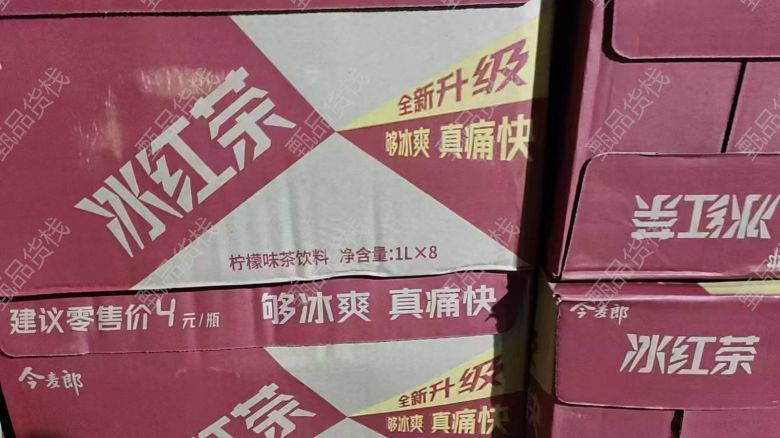 冰红茶
全新升级
够冰爽 真痛快
柠檬味茶饮料 净含量:1L×8
建议零售价4元/瓶
够冰爽 真痛快
今麦郎
全新升级
够冰爽 真痛快
冰红茶
冰红茶
今麦郎
冰红茶
甄品货栈